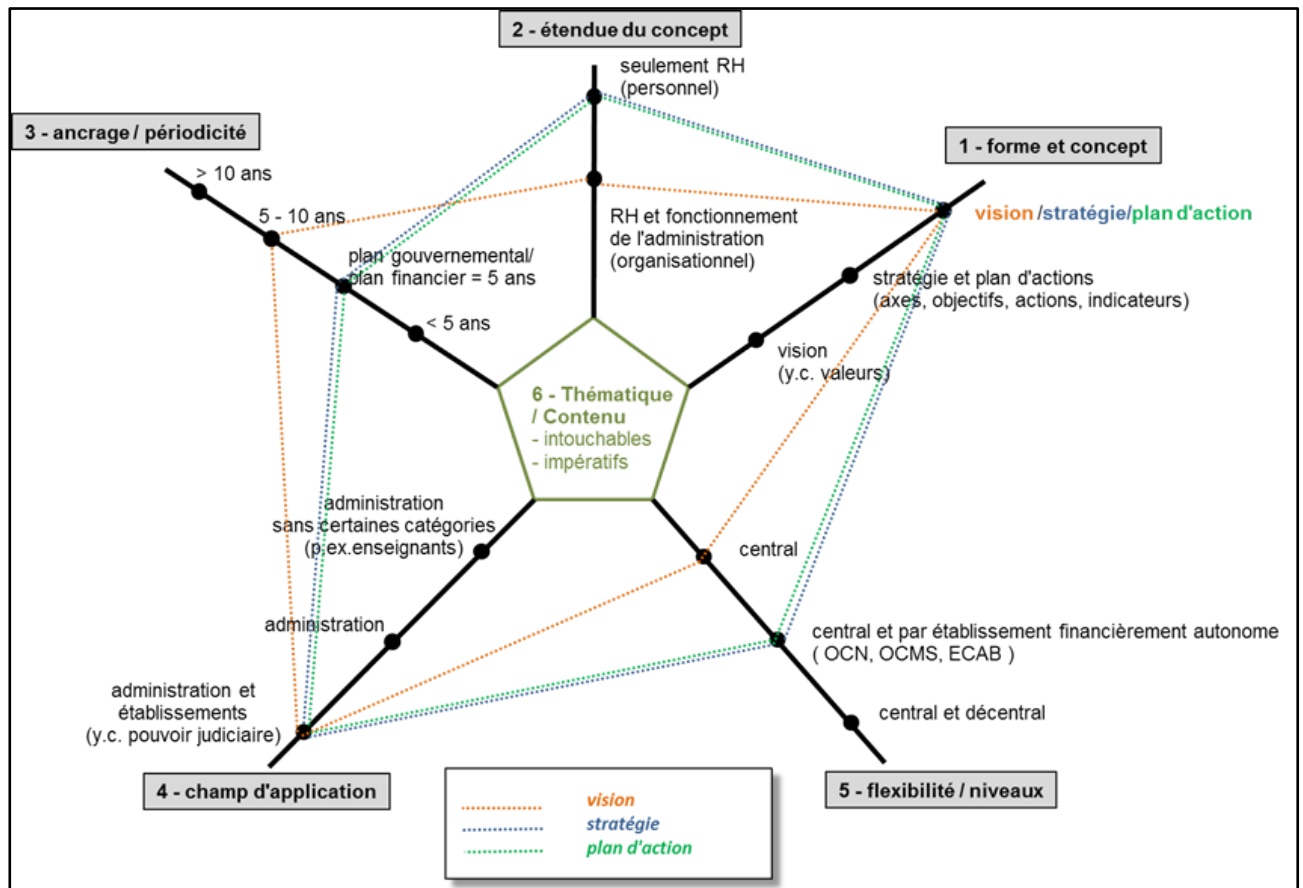 2 - étendue du concept
seulement RH
(personnel)
3 - ancrage / périodicité
1 - forme et concept
> 10 ans
5 - 10 ans
RH et fonctionnement
de l'administration
(organisationnel)
vision /stratégie/plan d'action
plan gouvernemental/
plan financier = 5 ans
stratégie et plan d'actions
(axes, objectifs, actions, indicateurs)
< 5 ans
vision
(y.c. valeurs)
6 - Thématique
/ Contenu
- intouchables
- impératifs
administration
sans certaines catégories
(p.ex.enseignants)
central
administration
central et par établissement financièrement autonome
( OCN, OCMS, ECAB )
administration et
établissements
(y.c. pouvoir judiciaire)
central et décentral
4 - champ d'application
5 - flexibilité / niveaux
vision
stratégie
plan d'action